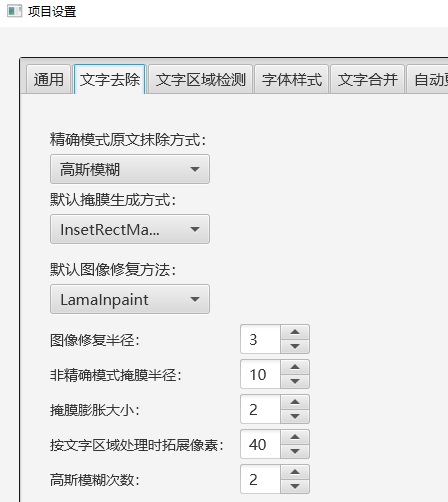 项目设置
通用 文字去除 文字区域检测 字体样式 文字合并
精确模式原文抹除方式：
高斯模糊
默认掩膜生成方式：
InsetRectMa...
默认图像修复方法：
LamaInpaint
图像修复半径： 3
非精确模式掩膜半径： 10
掩膜膨胀大小： 2
按文字区域处理时拓展像素： 40
高斯模糊次数： 2